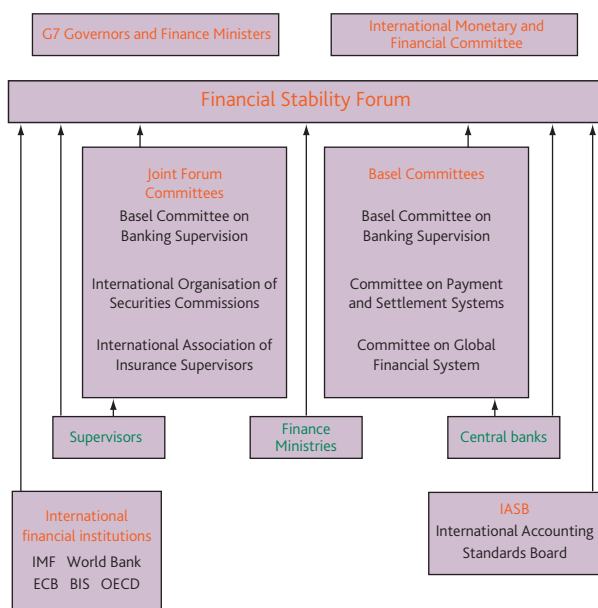 G7 Governors and Finance Ministers
International Monetary and
Financial Committee
Financial Stability Forum
Joint Forum
Committees
Basel Committee on
Banking Supervision
International Organisation of
Securities Commissions
International Association of
Insurance Supervisors
Basel Committees
Basel Committee on
Banking Supervision
Committee on Payment
and Settlement Systems
Committee on Global
Financial System
Supervisors
Finance
Ministries
Central banks
International
financial institutions
IMF World Bank
ECB BIS OECD
IASB
International Accounting
Standards Board